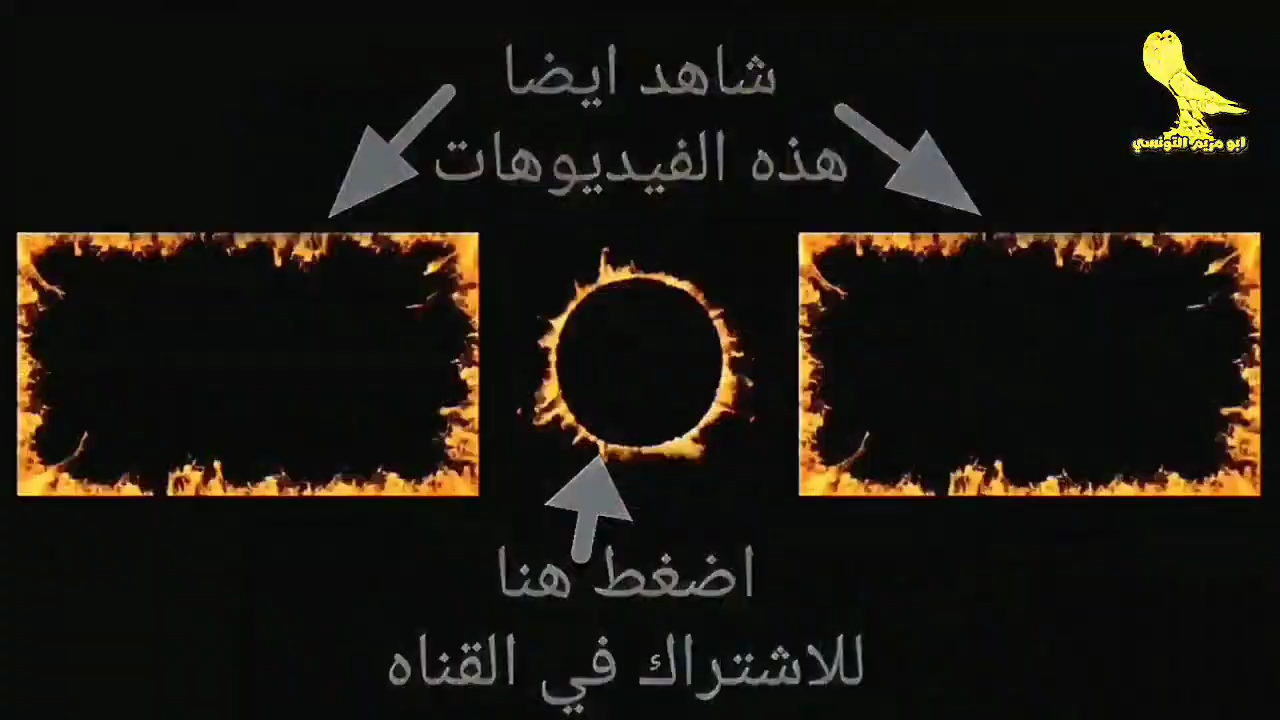 شاهد ايضا
هذه الفيديوهات
ابو مريم التونسي
اضغط هنا
للاشتراك في القناه